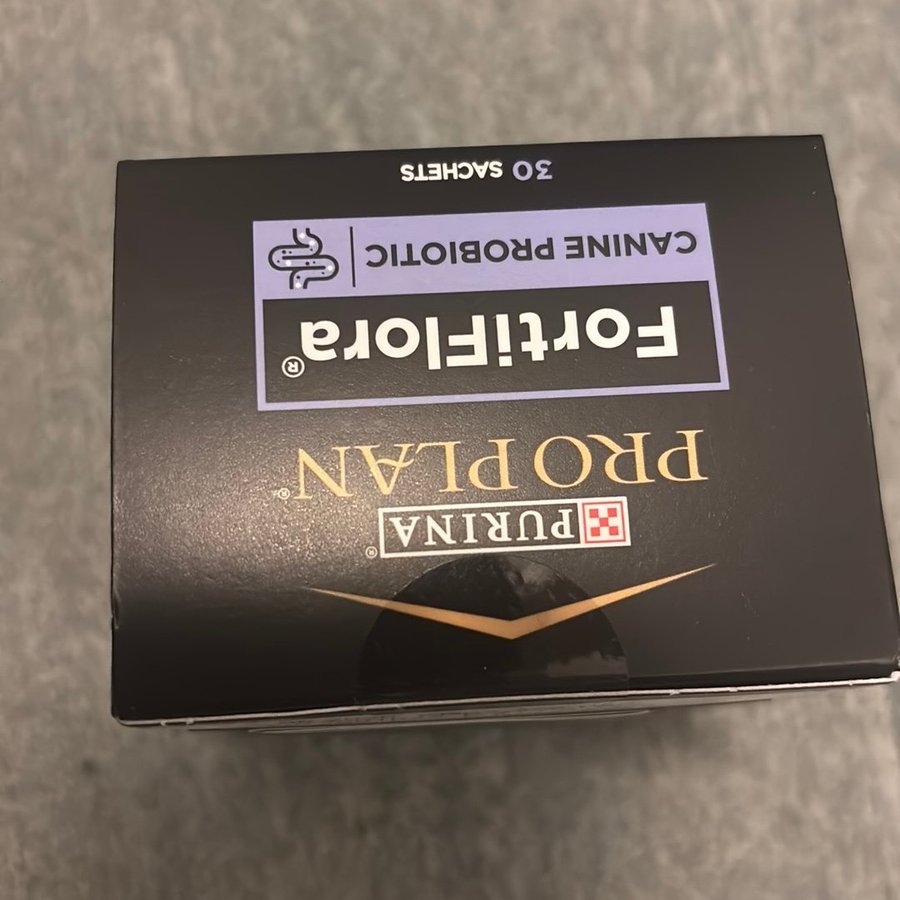 PURINA®
PRO PLAN®
FortiFlora®
CANINE PROBIOTIC
30 SACHETS